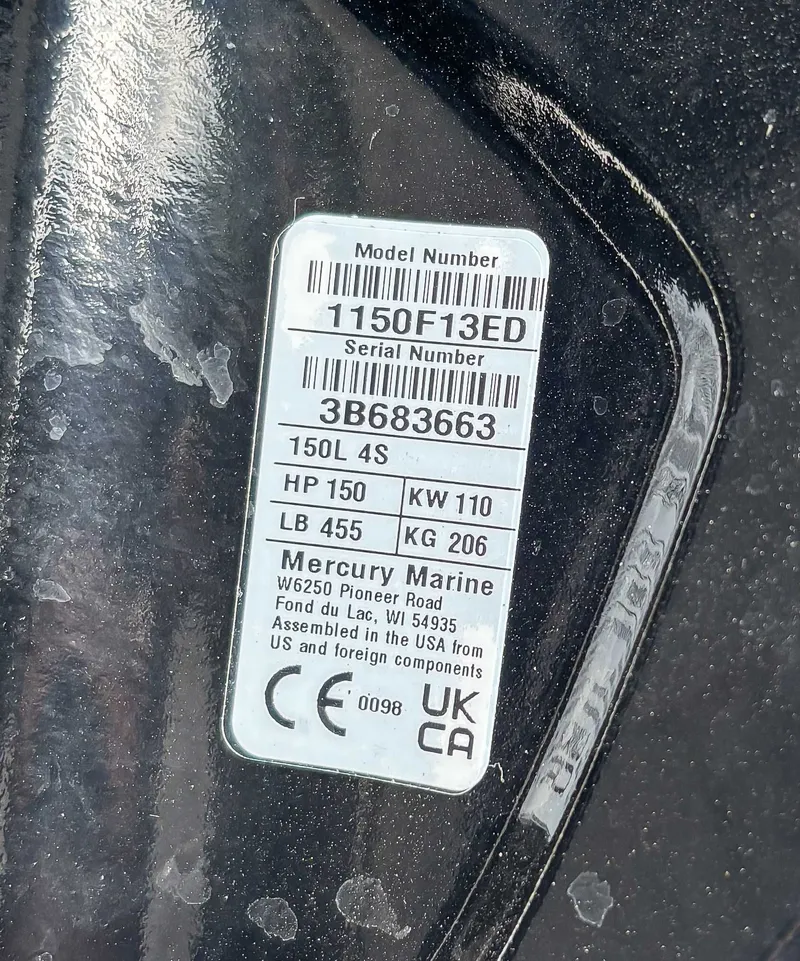 Model Number
1150F13ED
Serial Number
3B683663
150L 4S
HP 150 KW 110
LB 455 KG 206
Mercury Marine
W6250 Pioneer Road
Fond du Lac, WI 54935
Assembled in the USA from
US and foreign components
CE 0098 UK
CA